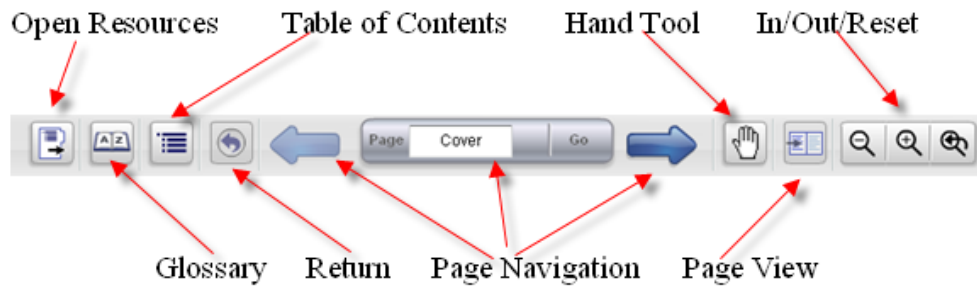 Open Resources Table of Contents Hand Tool In/Out/Reset
A Z Page Cover Go
Glossary Return Page Navigation Page View